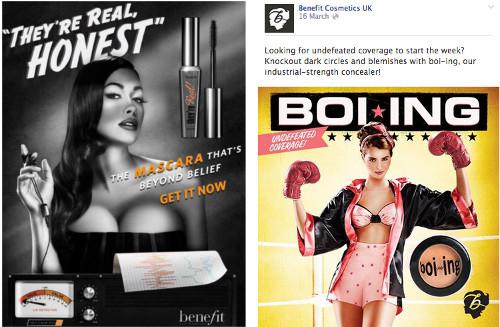 "THEY'RE REAL,
HONEST"
they're
Real!
THE MASCARA THAT'S
BEYOND BELIEF
GET IT NOW
LIE DETECTOR
benefit
Benefit Cosmetics UK
16 March
Looking for undefeated coverage to start the week?
Knockout dark circles and blemishes with boi-ing, our
industrial-strength concealer!
BOI★ING
UNDEFEATED
COVERAGE!
boi-ing